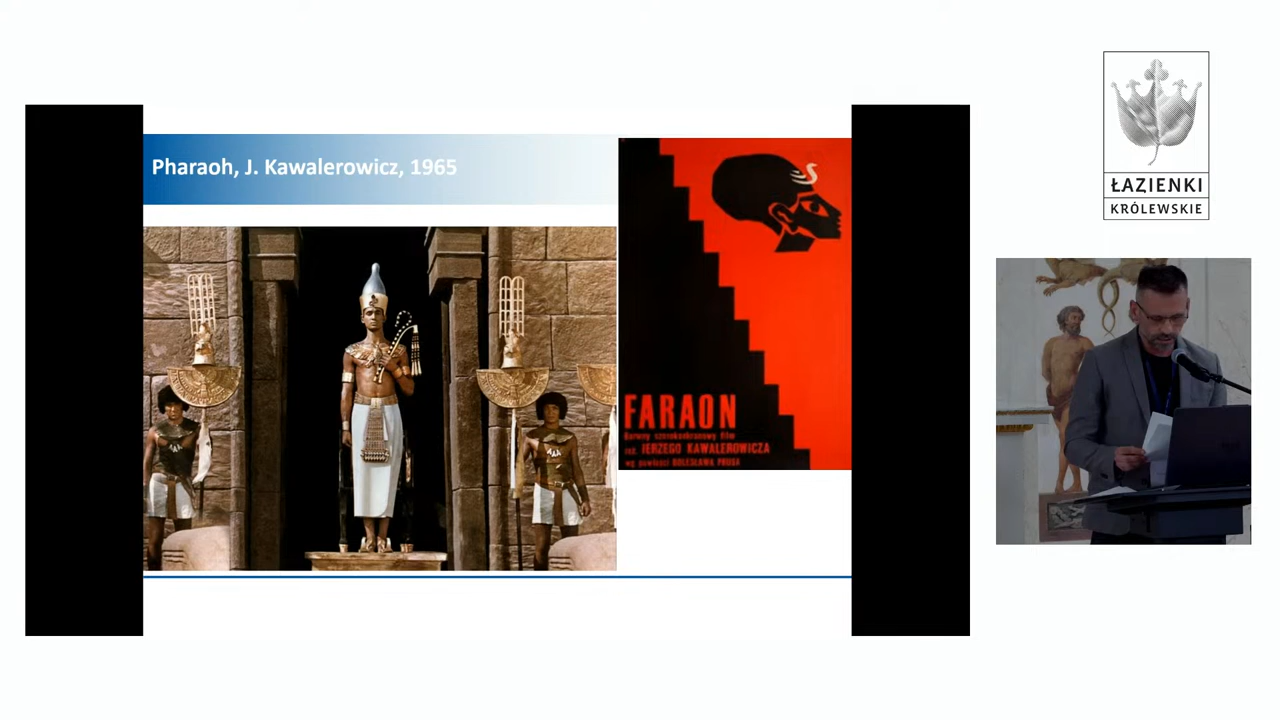 Pharaoh, J. Kawalerowicz, 1965
FARAON
Barwny szerokoekranowy film
reż. JERZEGO KAWALEROWICZA
wg powieści BOLESŁAWA PRUSA
ŁAZIENKI
KRÓLEWSKIE